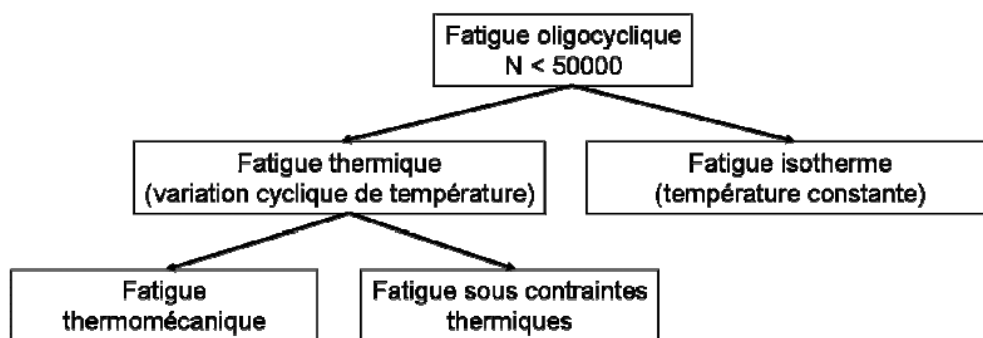 Fatigue oligocyclique
N < 50000
Fatigue thermique
(variation cyclique de température)
Fatigue isotherme
(température constante)
Fatigue
thermomécanique
Fatigue sous contraintes
thermiques